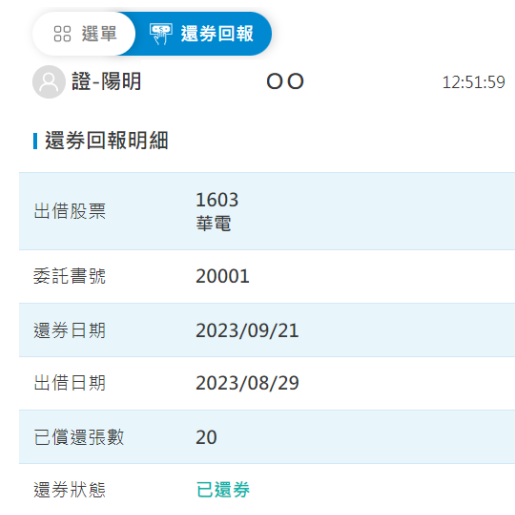 選單 還券回報
證-陽明 OO 12:51:59
還券回報明細
出借股票 1603
華電
委託書號 20001
還券日期 2023/09/21
出借日期 2023/08/29
已償還張數 20
還券狀態 已還券